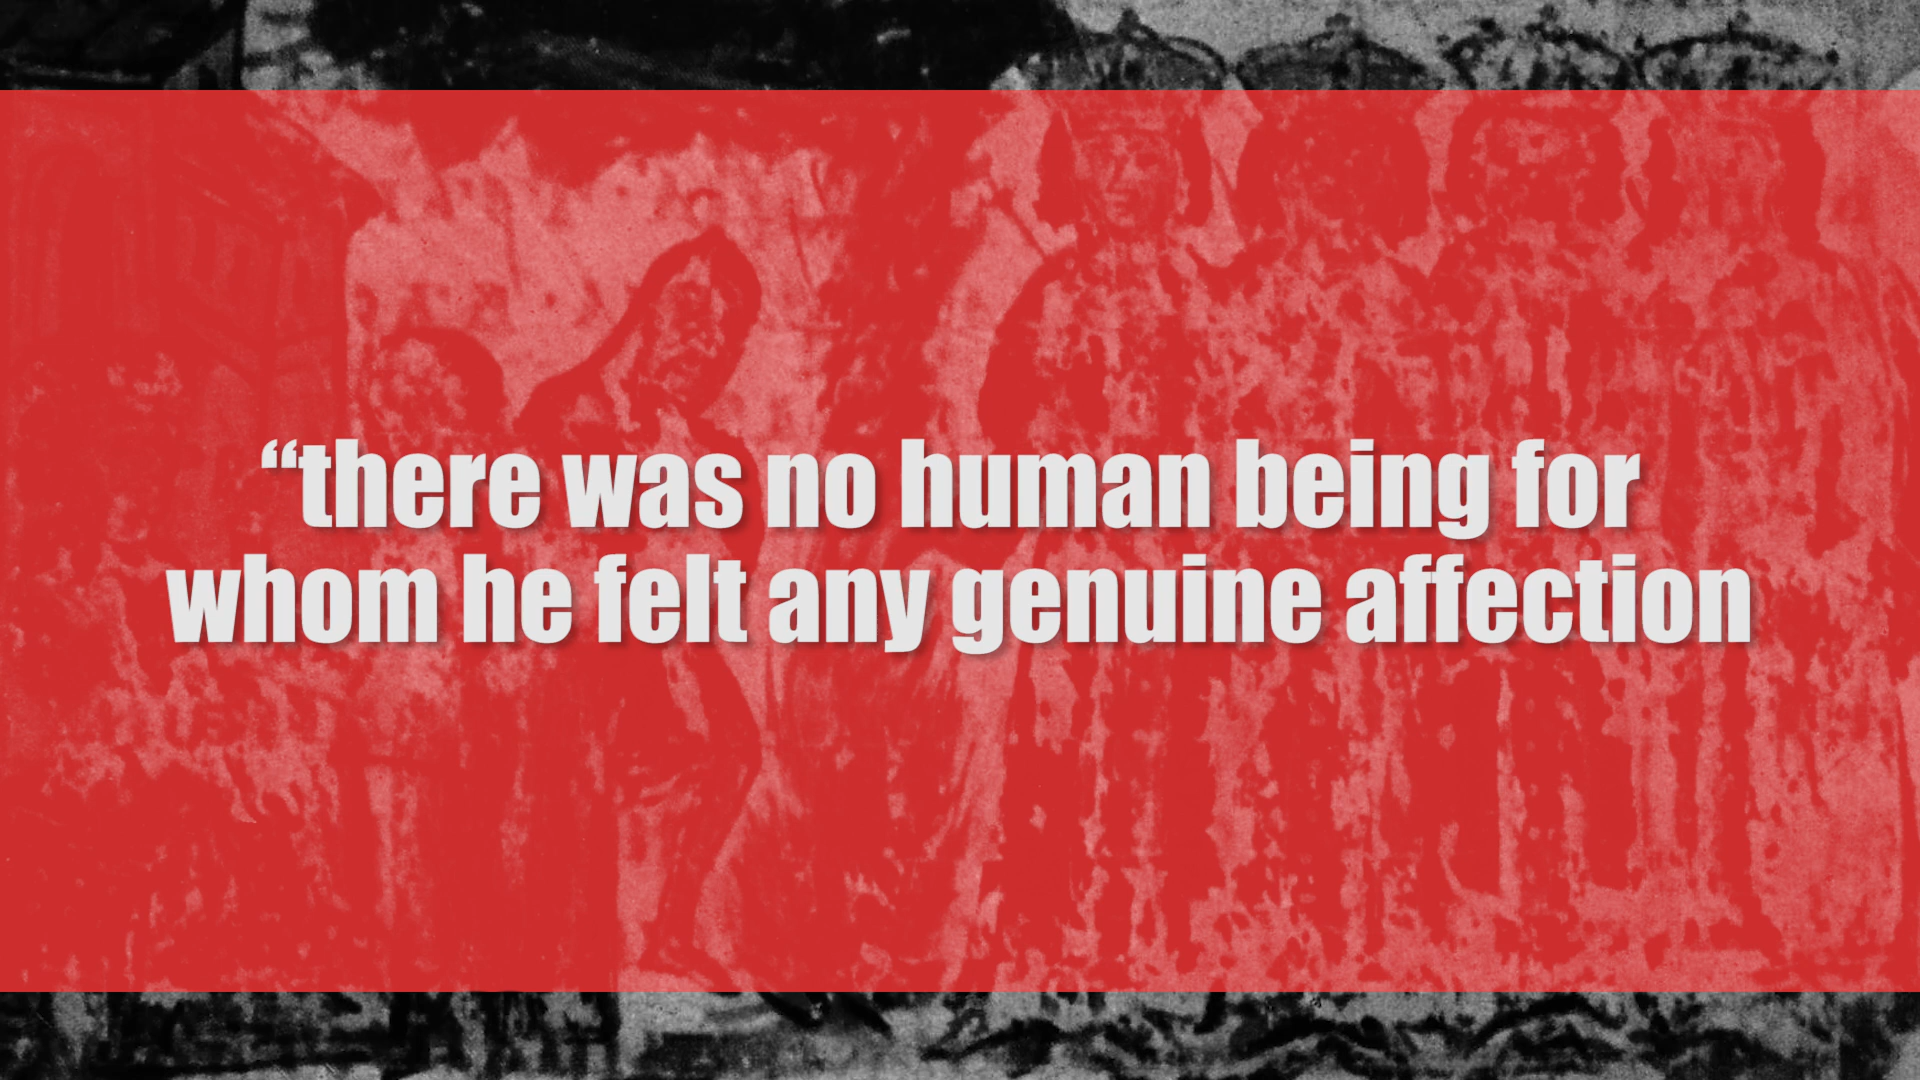 “there was no human being for
whom he felt any genuine affection